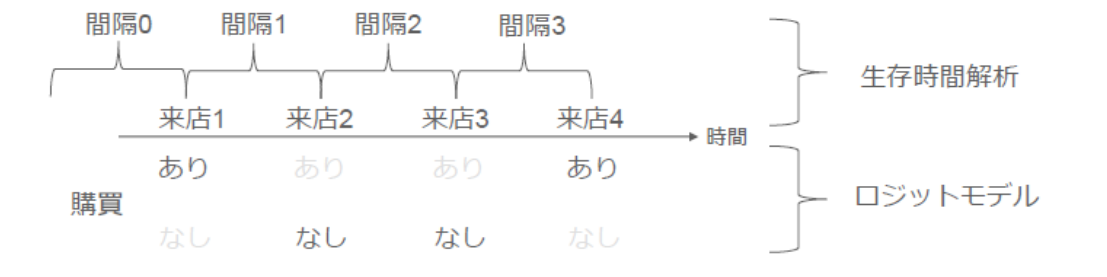 間隔0 間隔1 間隔2 間隔3
生存時間解析
来店1 来店2 来店3 来店4
時間
あり あり あり あり
購買
ロジットモデル
なし なし なし なし